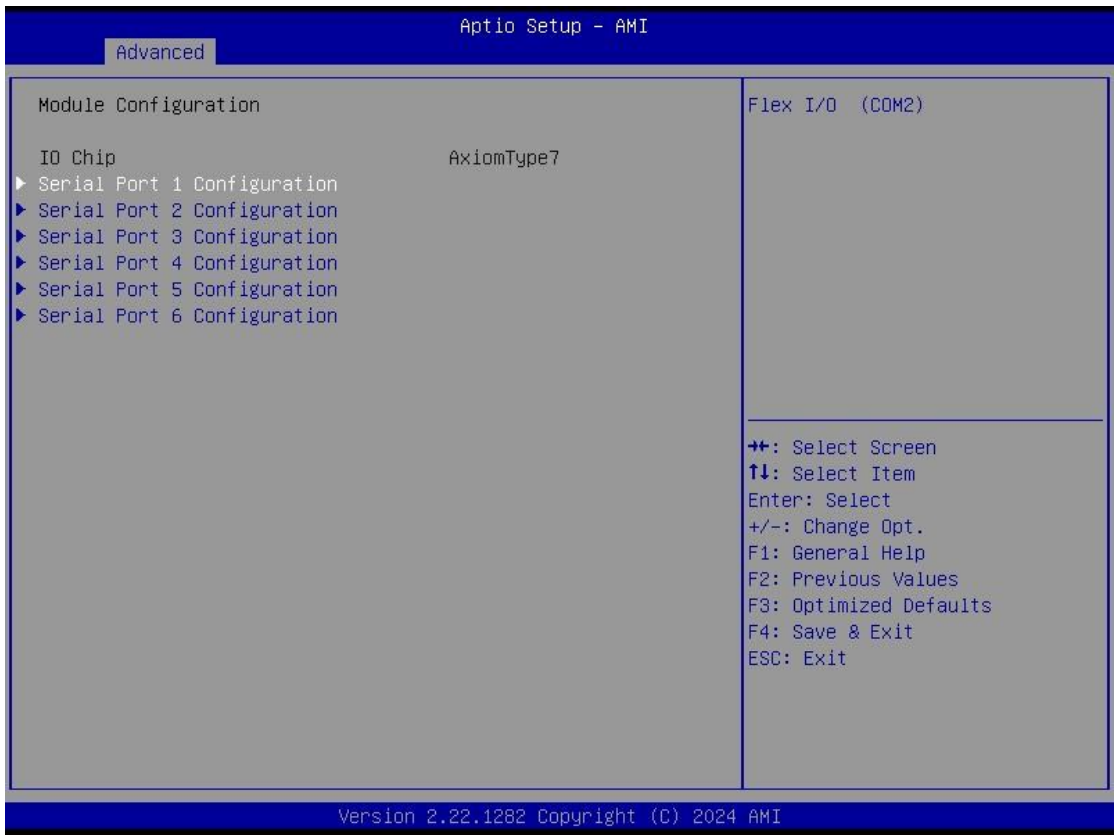 Aptio Setup – AMI
Advanced
Module Configuration
IO Chip AxiomType7
Serial Port 1 Configuration
Serial Port 2 Configuration
Serial Port 3 Configuration
Serial Port 4 Configuration
Serial Port 5 Configuration
Serial Port 6 Configuration
Flex I/O (COM2)
→←: Select Screen
↑↓: Select Item
Enter: Select
+/-: Change Opt.
F1: General Help
F2: Previous Values
F3: Optimized Defaults
F4: Save & Exit
ESC: Exit
Version 2.22.1282 Copyright (C) 2024 AMI